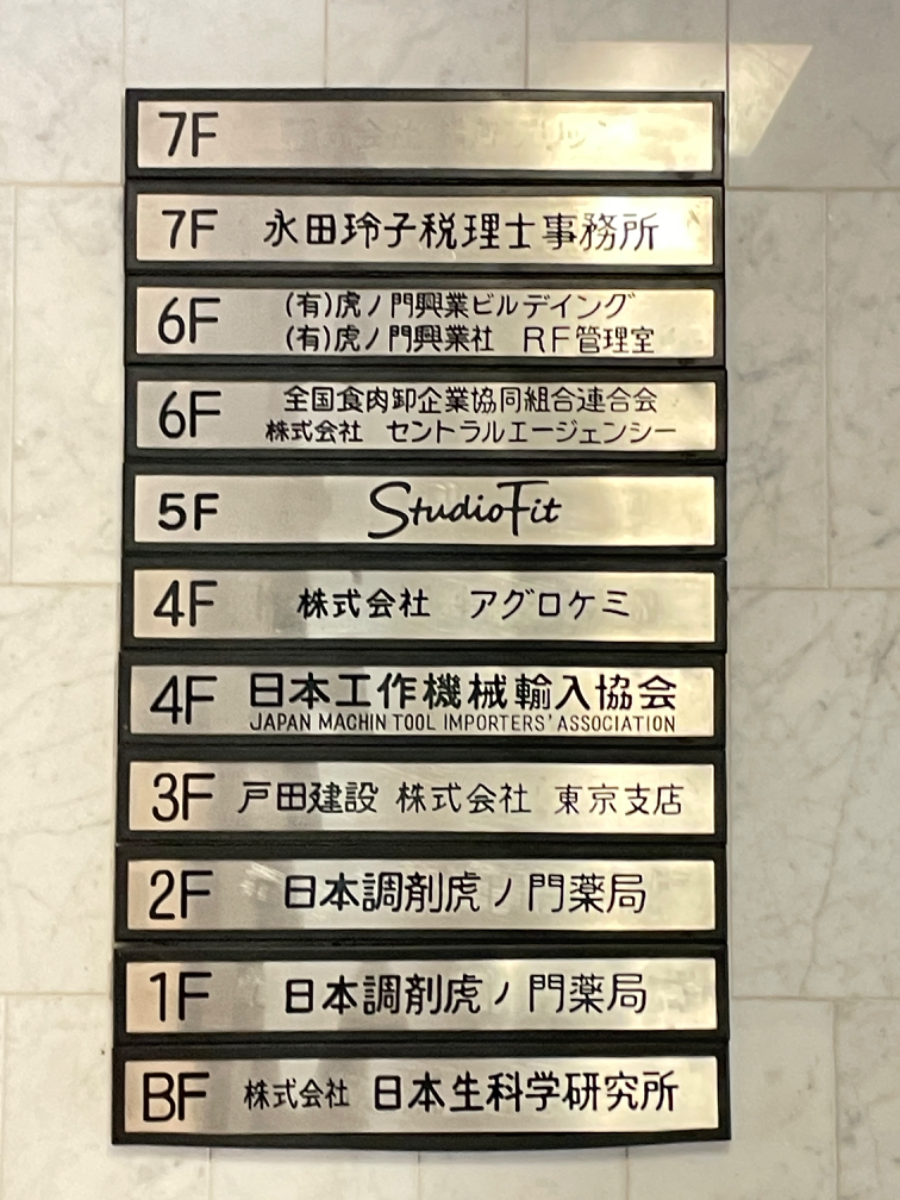 7F
7F 永田玲子税理士事務所
6F (有)虎ノ門興業ビルデイング
(有)虎ノ門興業社 RF管理室
6F 全国食肉卸企業協同組合連合会
株式会社 セントラルエージェンシー
5F StudioFit
4F 株式会社 アグロケミ
4F 日本工作機械輸入協会
JAPAN MACHIN TOOL IMPORTERS' ASSOCIATION
3F 戸田建設 株式会社 東京支店
2F 日本調剤虎ノ門薬局
1F 日本調剤虎ノ門薬局
BF 株式会社 日本生科学研究所